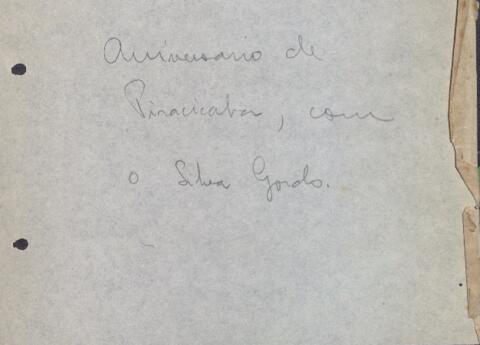 Aniversario de
Piracicaba, com
o Silva Gordo.